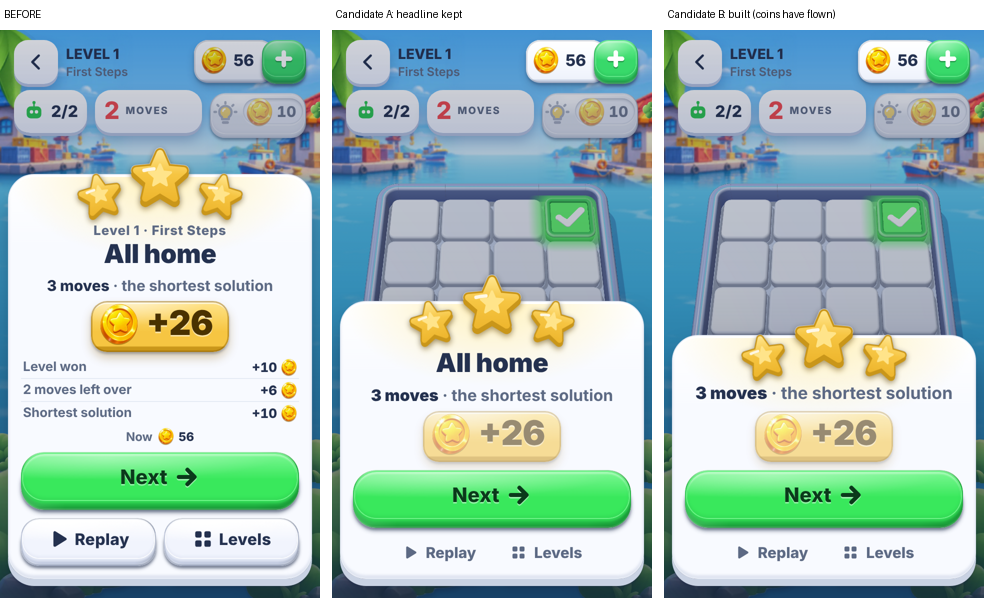 BEFORE
LEVEL 1
First Steps
56
2/2
2 MOVES
10
Level 1 · First Steps
All home
3 moves · the shortest solution
+26
Level won +10
2 moves left over +6
Shortest solution +10
Now 56
Next
Replay
Levels
Candidate A: headline kept
LEVEL 1
First Steps
56
2/2
2 MOVES
10
All home
3 moves · the shortest solution
+26
Next
Replay
Levels
Candidate B: built (coins have flown)
LEVEL 1
First Steps
56
2/2
2 MOVES
10
3 moves · the shortest solution
+26
Next
Replay
Levels